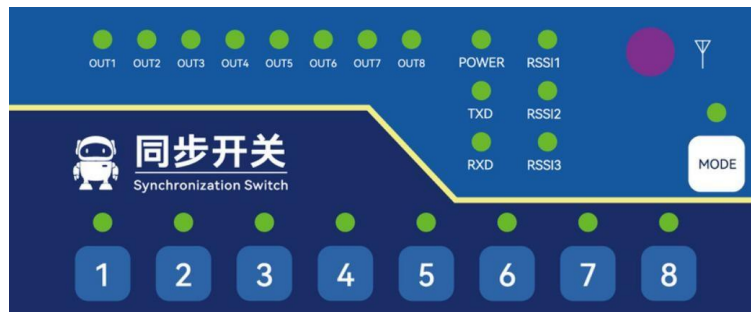 OUT1 OUT2 OUT3 OUT4 OUT5 OUT6 OUT7 OUT8 POWER RSSI1
TXD RSSI2
RXD RSSI3
MODE
同步开关
Synchronization Switch
1 2 3 4 5 6 7 8